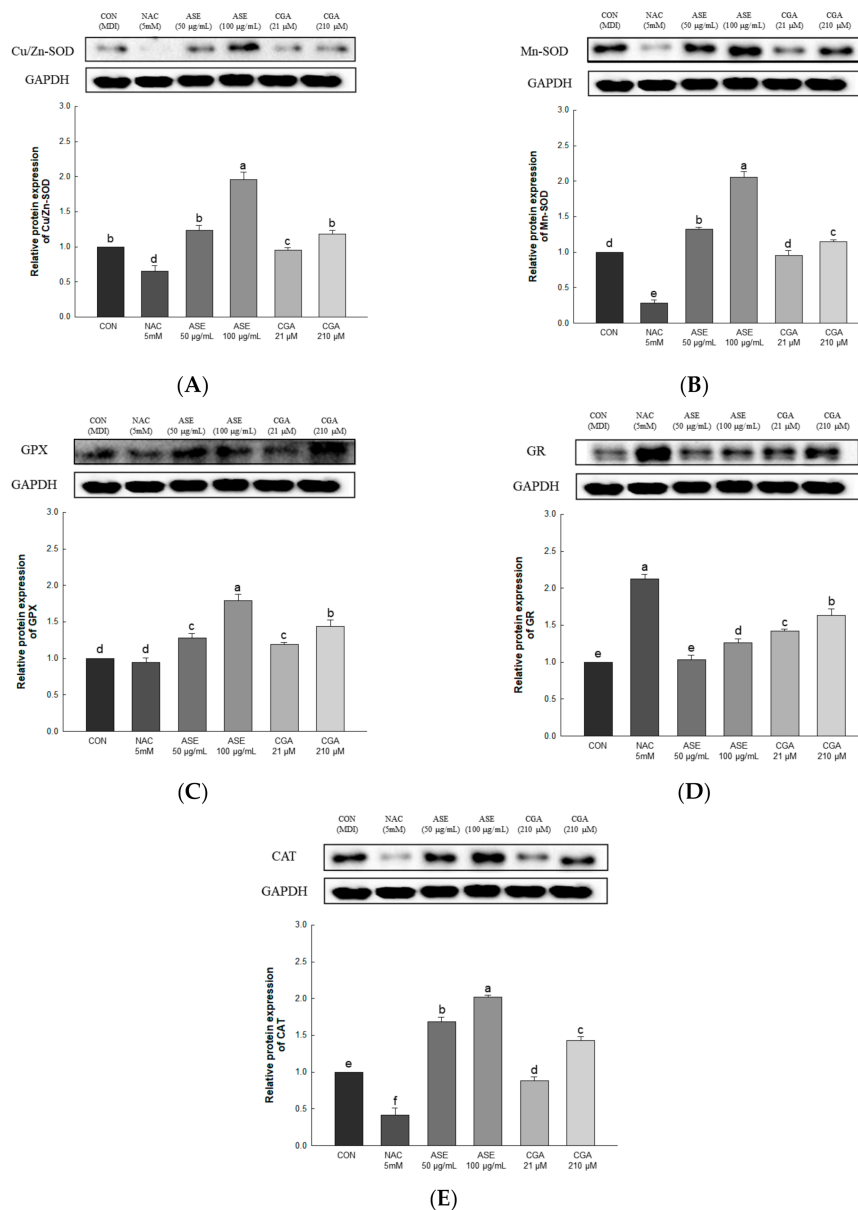 CON NAC ASE ASE CGA CGA
(MDI) (5mM) (50 μg/mL) (100 μg/mL) (21 μM) (210 μM)
Cu/Zn-SOD
GAPDH
Relative protein expression
of Cu/Zn-SOD
3.0
2.5
2.0
1.5
1.0
0.5
0.0
b d b a c b
CON NAC ASE ASE CGA CGA
5mM 50 μg/mL 100 μg/mL 21 μM 210 μM
(A)
CON NAC ASE ASE CGA CGA
(MDI) (5mM) (50 μg/mL) (100 μg/mL) (21 μM) (210 μM)
Mn-SOD
GAPDH
Relative protein expression
of Mn-SOD
3.0
2.5
2.0
1.5
1.0
0.5
0.0
d e b a d c
CON NAC ASE ASE CGA CGA
5mM 50 μg/mL 100 μg/mL 21 μM 210 μM
(B)
CON NAC ASE ASE CGA CGA
(MDI) (5mM) (50 μg/mL) (100 μg/mL) (21 μM) (210 μM)
GPX
GAPDH
Relative protein expression
of GPX
3.0
2.5
2.0
1.5
1.0
0.5
0.0
d d c a c b
CON NAC ASE ASE CGA CGA
5mM 50 μg/mL 100 μg/mL 21 μM 210 μM
(C)
CON NAC ASE ASE CGA CGA
(MDI) (5mM) (50 μg/mL) (100 μg/mL) (21 μM) (210 μM)
GR
GAPDH
Relative protein expression
of GR
3.0
2.5
2.0
1.5
1.0
0.5
0.0
e a e d c b
CON NAC ASE ASE CGA CGA
5mM 50 μg/mL 100 μg/mL 21 μM 210 μM
(D)
CON NAC ASE ASE CGA CGA
(MDI) (5mM) (50 μg/mL) (100 μg/mL) (210 μM) (210 μM)
CAT
GAPDH
Relative protein expression
of CAT
3.0
2.5
2.0
1.5
1.0
0.5
0.0
e f b a d c
CON NAC ASE ASE CGA CGA
5mM 50 μg/mL 100 μg/mL 21 μM 210 μM
(E)